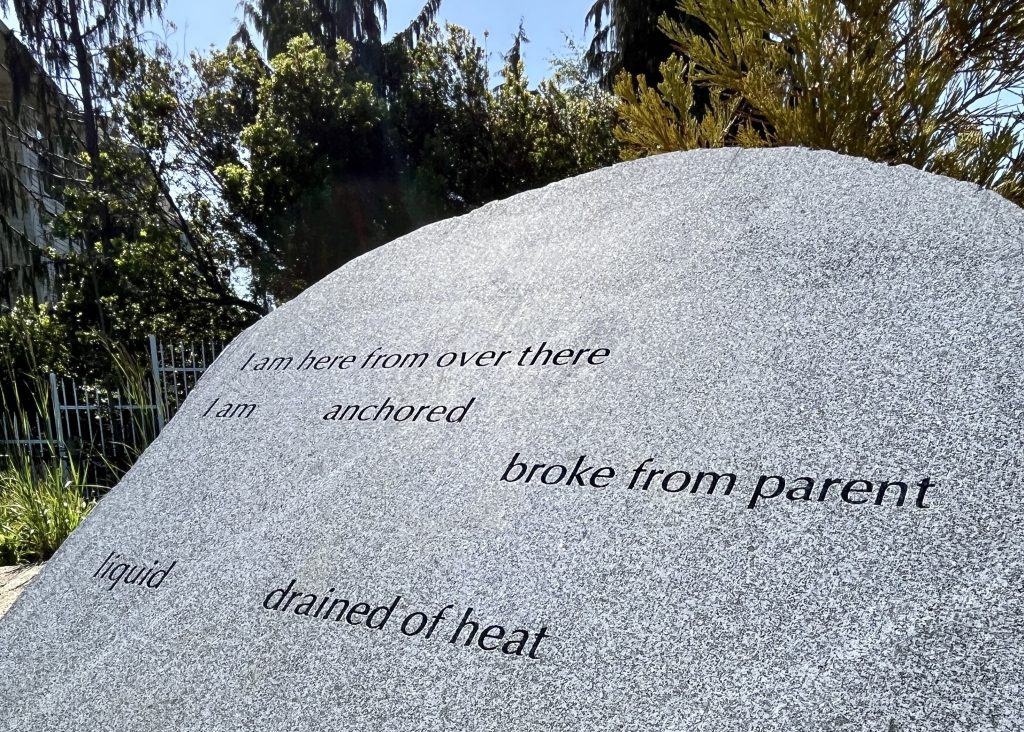 I am here from over there
I am anchored
broke from parent
liquid drained of heat